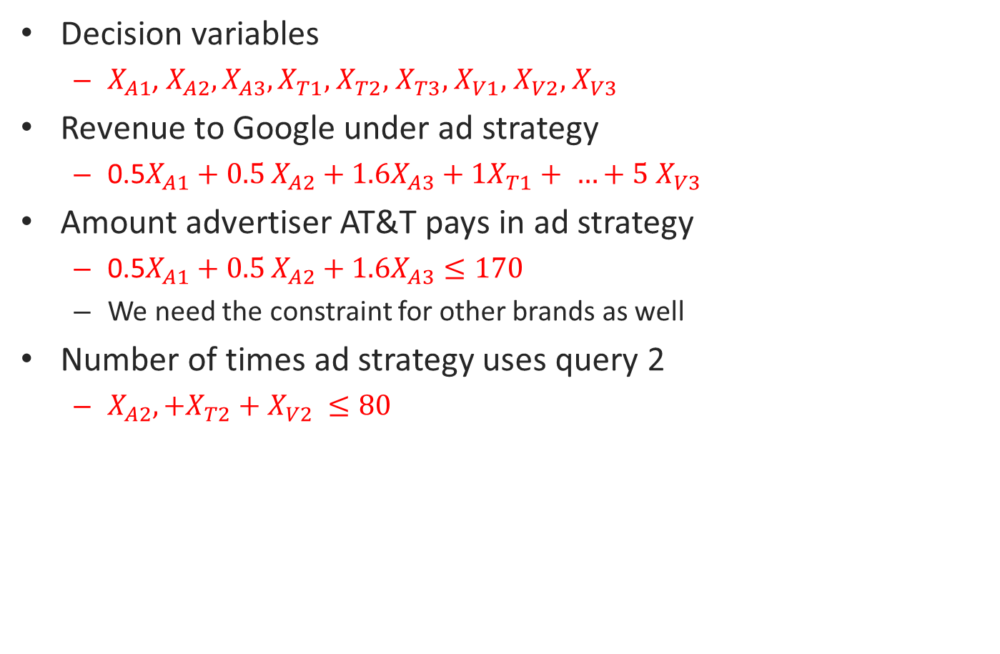 • Decision variables
– X_{A1}, X_{A2}, X_{A3}, X_{T1}, X_{T2}, X_{T3}, X_{V1}, X_{V2}, X_{V3}
• Revenue to Google under ad strategy
– 0.5X_{A1} + 0.5 X_{A2} + 1.6X_{A3} + 1X_{T1} + … + 5 X_{V3}
• Amount advertiser AT&T pays in ad strategy
– 0.5X_{A1} + 0.5 X_{A2} + 1.6X_{A3} ≤ 170
– We need the constraint for other brands as well
• Number of times ad strategy uses query 2
– X_{A2}, +X_{T2} + X_{V2} ≤ 80